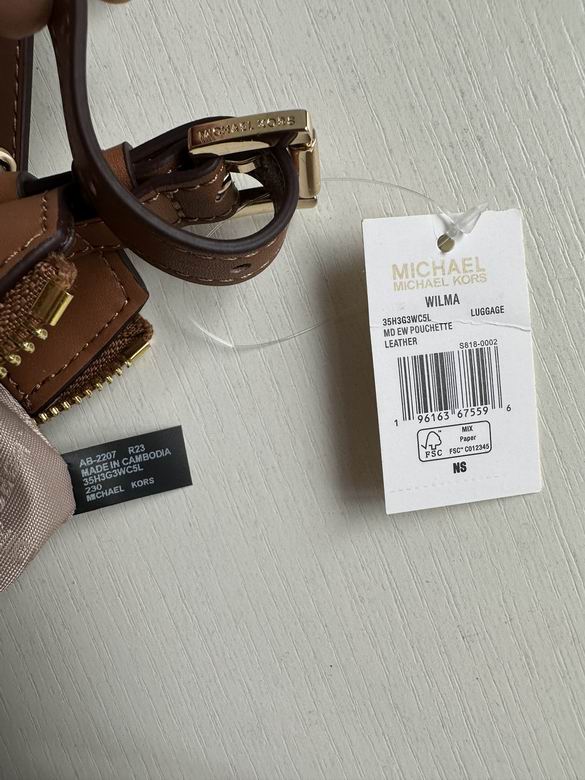 MICHAEL KORS
MICHAEL
MICHAEL KORS
WILMA
35H3G3WC5L LUGGAGE
MD EW POUCHETTE
LEATHER
S818-0002
1 96163 67559 6
FSC
MIX
Paper
FSC™ C012345
NS
AB-2207 R23
MADE IN CAMBODIA
35H3G3WC5L
230
MICHAEL KORS